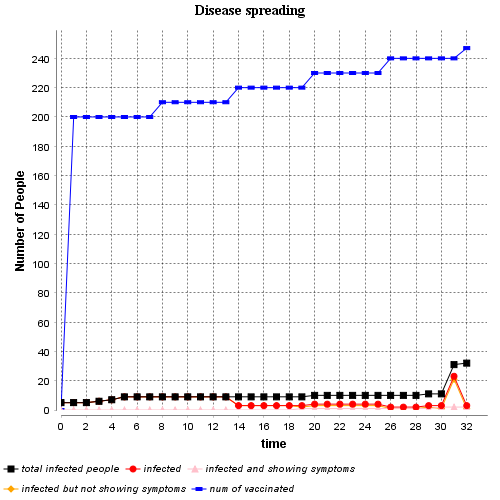 Disease spreading
Number of People
240
220
200
180
160
140
120
100
80
60
40
20
0
0 2 4 6 8 10 12 14 16 18 20 22 24 26 28 30 32
time
total infected people infected infected and showing symptoms
infected but not showing symptoms num of vaccinated